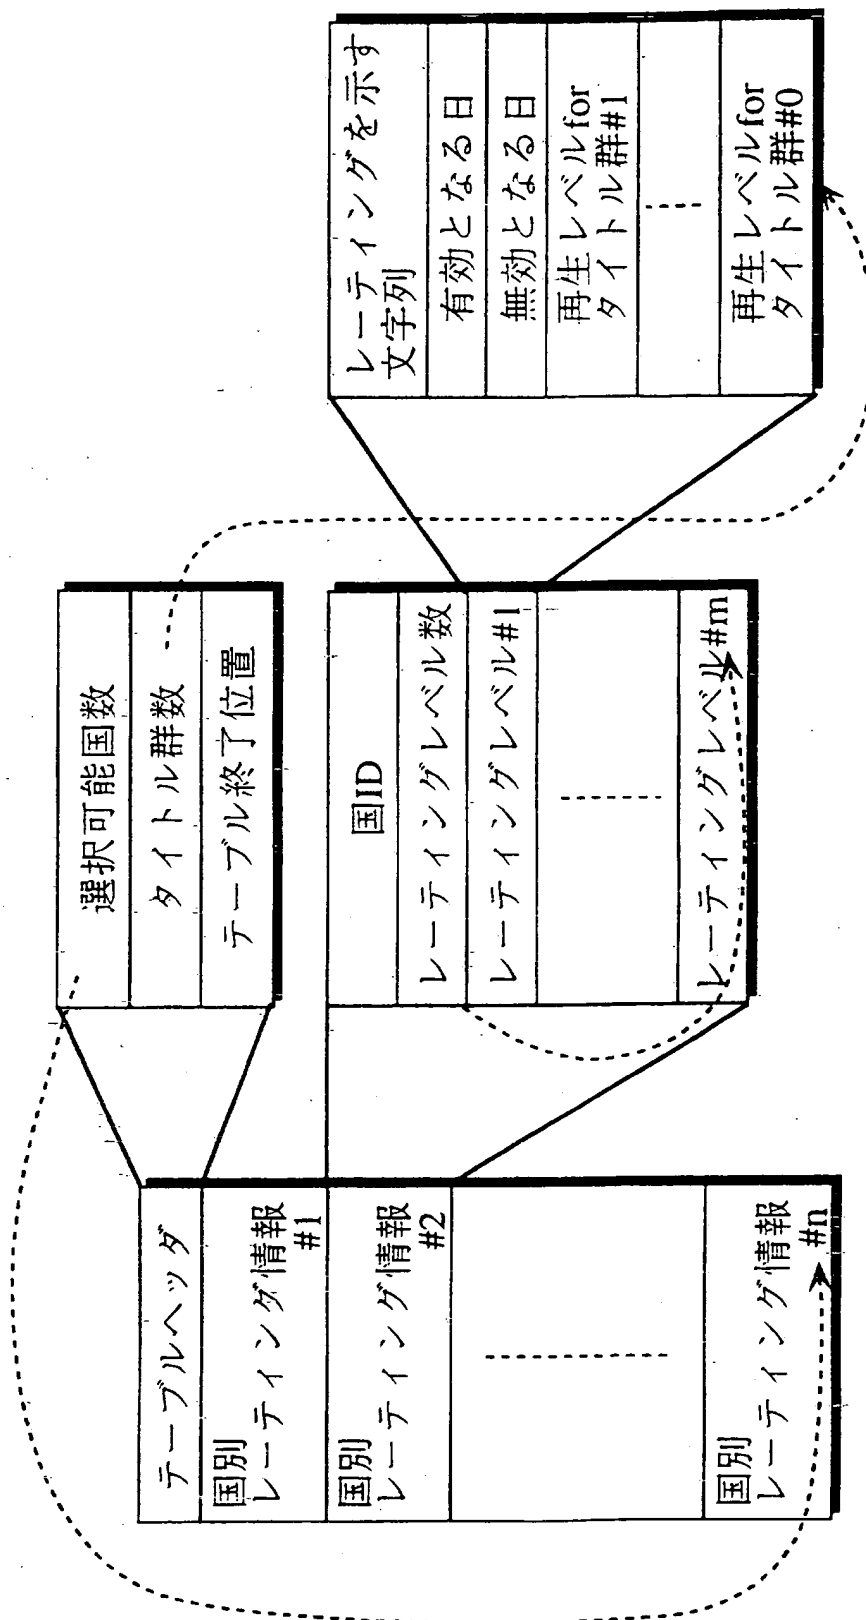 テーブルヘッダ
国別
レーティング情報
#1
国別
レーティング情報
#2
国別
レーティング情報
#n
選択可能国数
タイトル群数
テーブル終了位置
国ID
レーティングレベル数
レーティングレベル#1
レーティングレベル#m
レーティングを示す
文字列
有効となる日
無効となる日
再生レベルfor
タイトル群#1
再生レベルfor
タイトル群#0